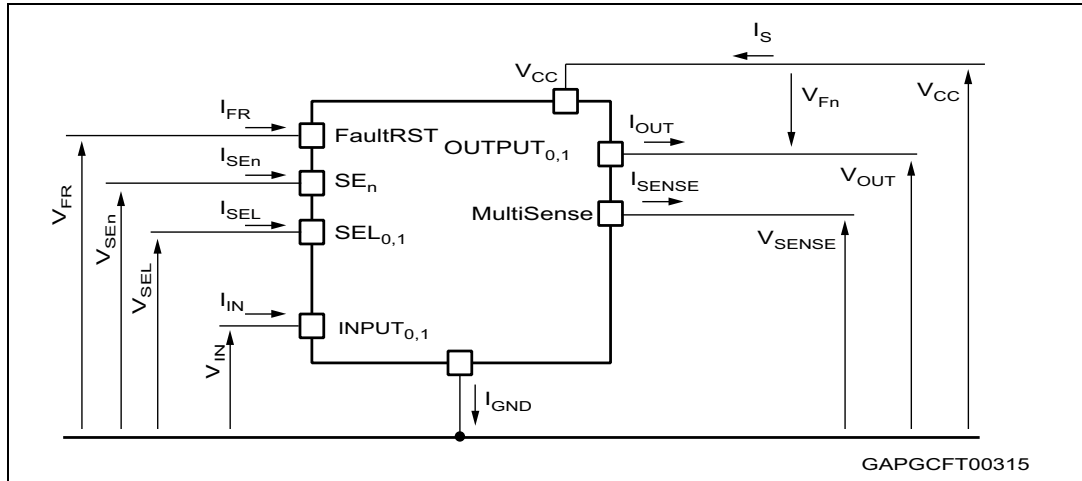 I_S
V_CC
V_Fn
V_CC
I_FR
FaultRST
I_OUT
OUTPUT_0,1
I_SEn
SE_n
V_OUT
I_SENSE
MultiSense
I_SEL
SEL_0,1
V_SENSE
V_FR
V_SEn
V_SEL
I_IN
INPUT_0,1
V_IN
I_GND
GAPGCFT00315